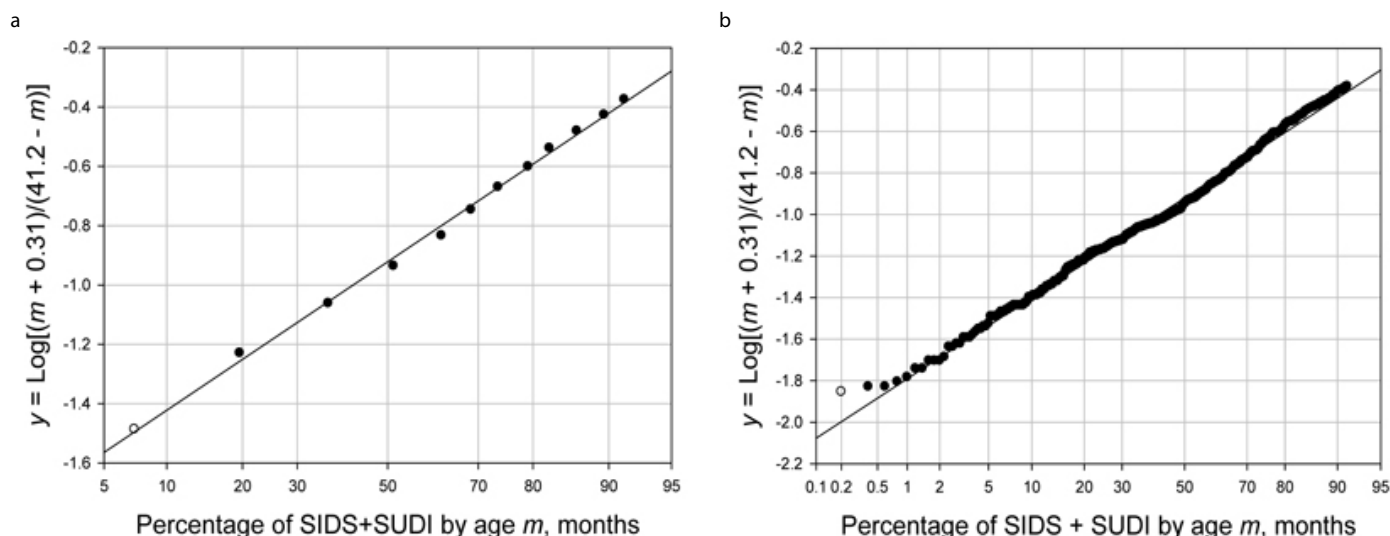 a
y = Log[(m + 0.31)/(41.2 - m)]
-0.2
-0.4
-0.6
-0.8
-1.0
-1.2
-1.4
-1.6
5 10 20 30 50 70 80 90 95
Percentage of SIDS+SUDI by age m, months
b
y = Log[(m + 0.31)/(41.2 - m)]
-0.2
-0.4
-0.6
-0.8
-1.0
-1.2
-1.4
-1.6
-1.8
-2.0
-2.2
0.1 0.2 0.5 1 2 5 10 20 30 50 70 80 90 95
Percentage of SIDS + SUDI by age m, months